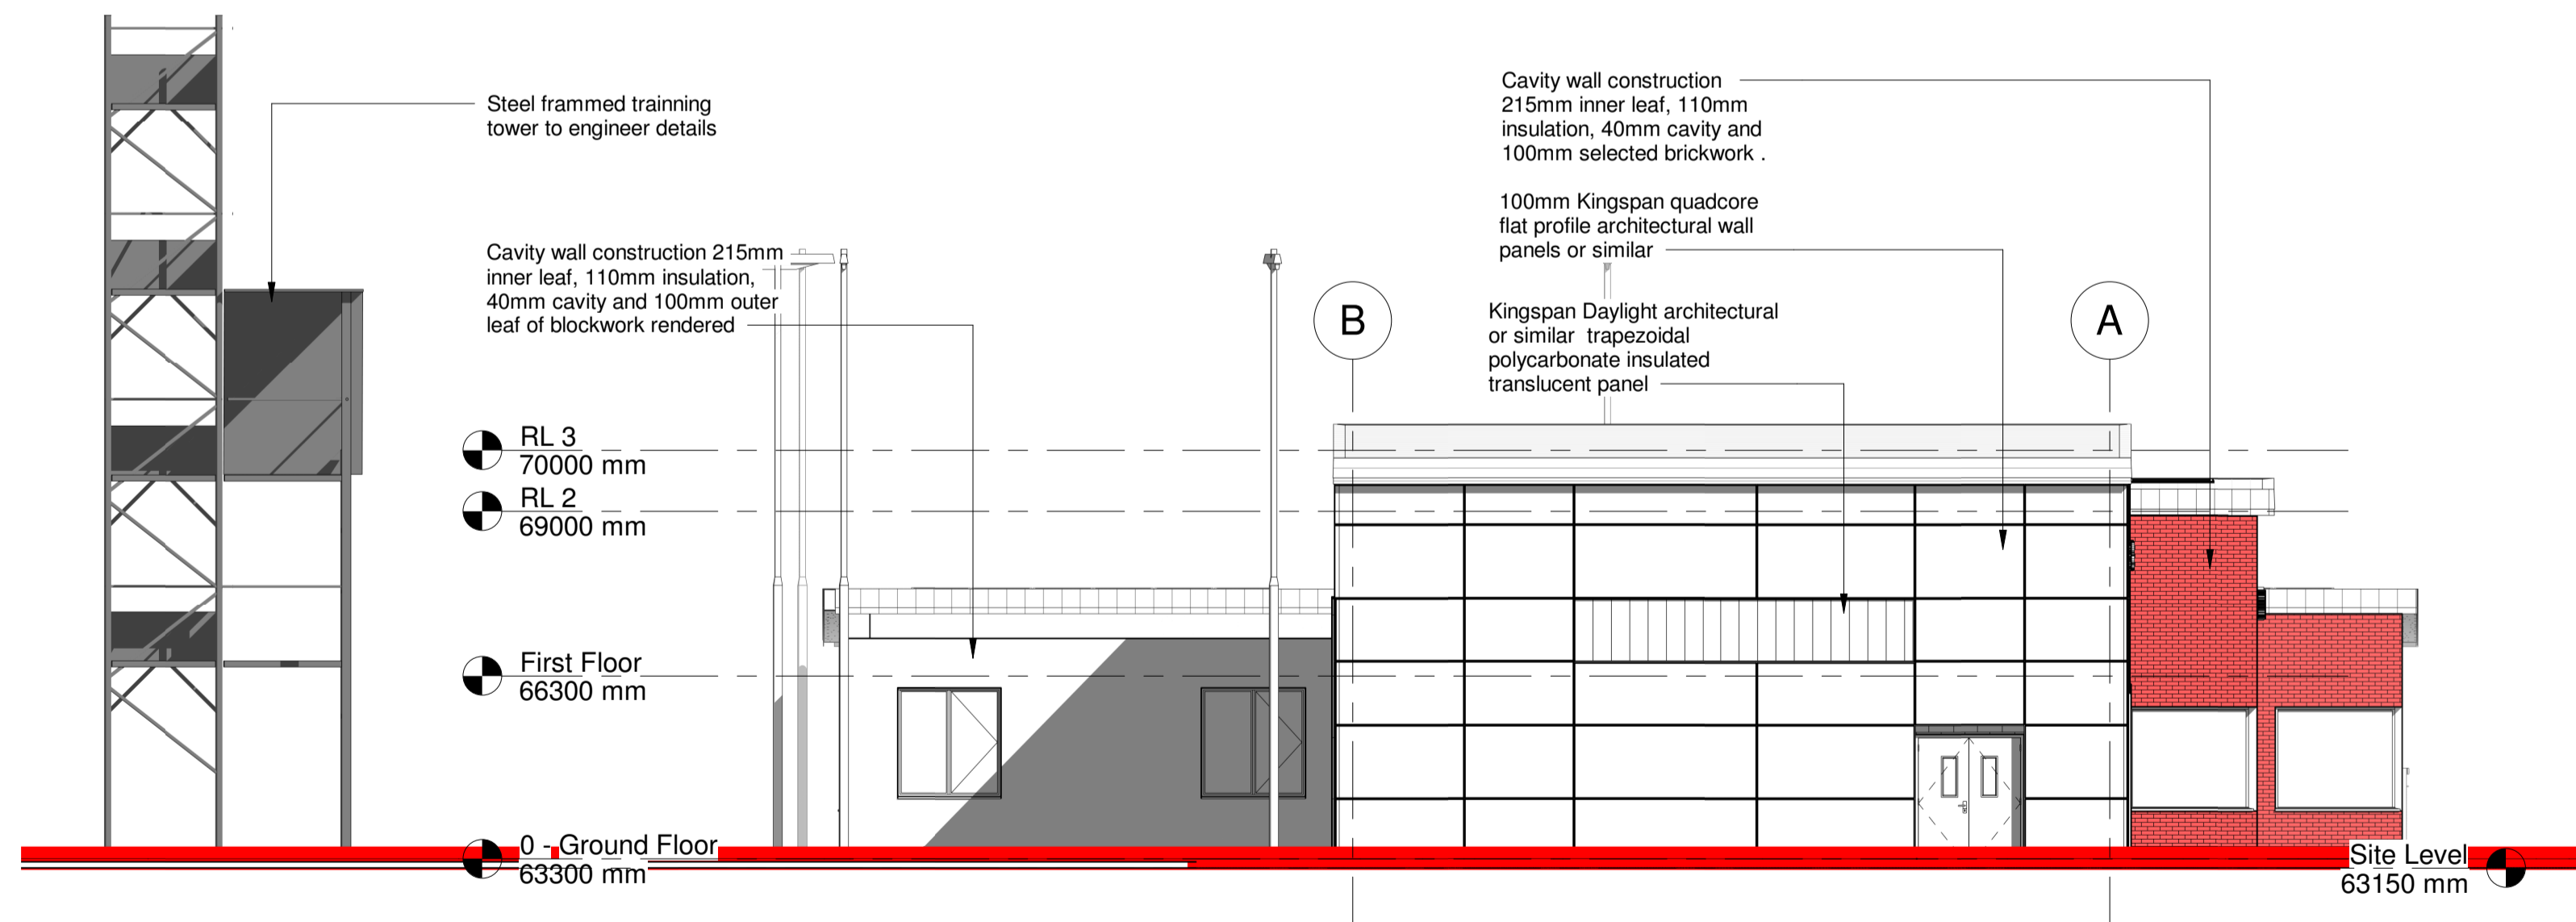 Steel frammed trainning
tower to engineer details
Cavity wall construction 215mm
inner leaf, 110mm insulation,
40mm cavity and 100mm outer
leaf of blockwork rendered
Cavity wall construction
215mm inner leaf, 110mm
insulation, 40mm cavity and
100mm selected brickwork .
100mm Kingspan quadcore
flat profile architectural wall
panels or similar
Kingspan Daylight architectural
or similar trapezoidal
polycarbonate insulated
translucent panel
B
A
RL 3
70000 mm
RL 2
69000 mm
First Floor
66300 mm
0 - Ground Floor
63300 mm
Site Level
63150 mm